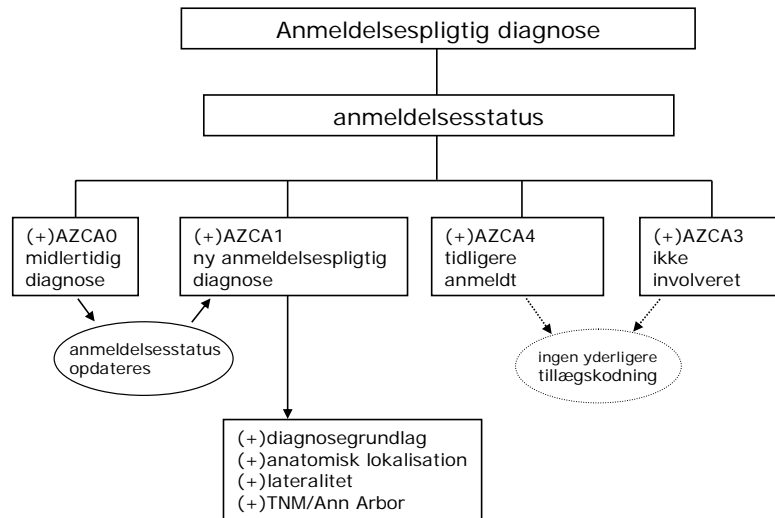 Anmeldelsespligtig diagnose
anmeldelsesstatus
(+)AZCA0
midlertidig
diagnose
(+)AZCA1
ny anmeldelsespligtig
diagnose
(+)AZCA4
tidligere
anmeldt
(+)AZCA3
ikke
involveret
anmeldelsesstatus
opdateres
ingen yderligere
tillægskodning
(+)diagnosegrundlag
(+)anatomisk lokalisation
(+)lateralitet
(+)TNM/Ann Arbor